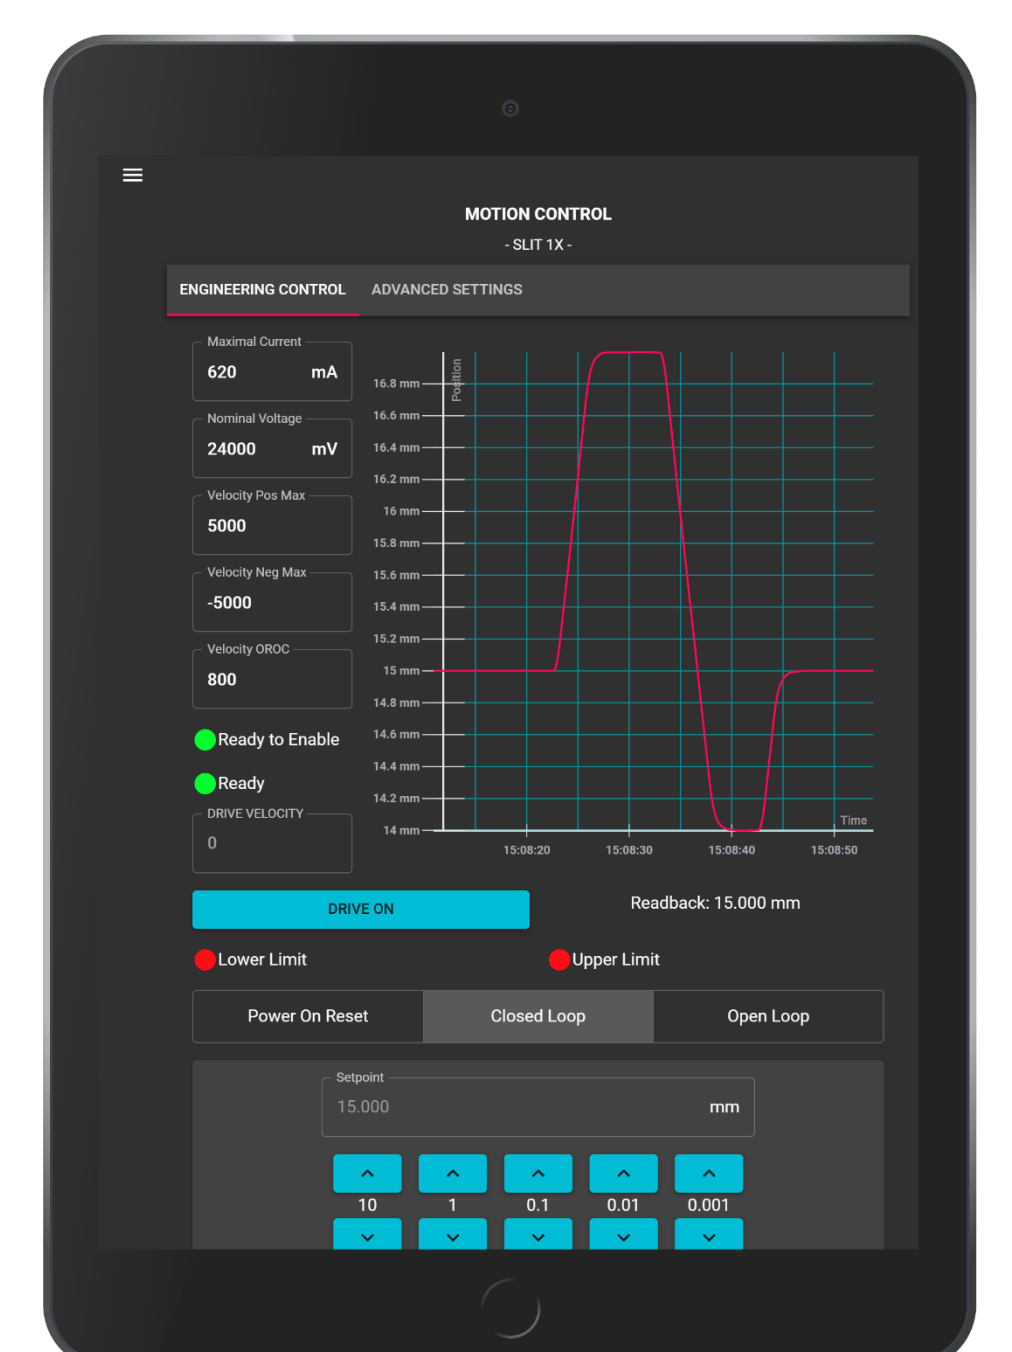 MOTION CONTROL
- SLIT 1X -
ENGINEERING CONTROL ADVANCED SETTINGS
Maximal Current
620 mA
Nominal Voltage
24000 mV
Velocity Pos Max
5000
Velocity Neg Max
-5000
Velocity OROC
800
Ready to Enable
Ready
DRIVE VELOCITY
0
Position
16.8 mm
16.6 mm
16.4 mm
16.2 mm
16 mm
15.8 mm
15.6 mm
15.4 mm
15.2 mm
15 mm
14.8 mm
14.6 mm
14.4 mm
14.2 mm
14 mm
Time
15:08:20 15:08:30 15:08:40 15:08:50
DRIVE ON
Readback: 15.000 mm
Lower Limit Upper Limit
Power On Reset Closed Loop Open Loop
Setpoint
15.000 mm
10 1 0.1 0.01 0.001